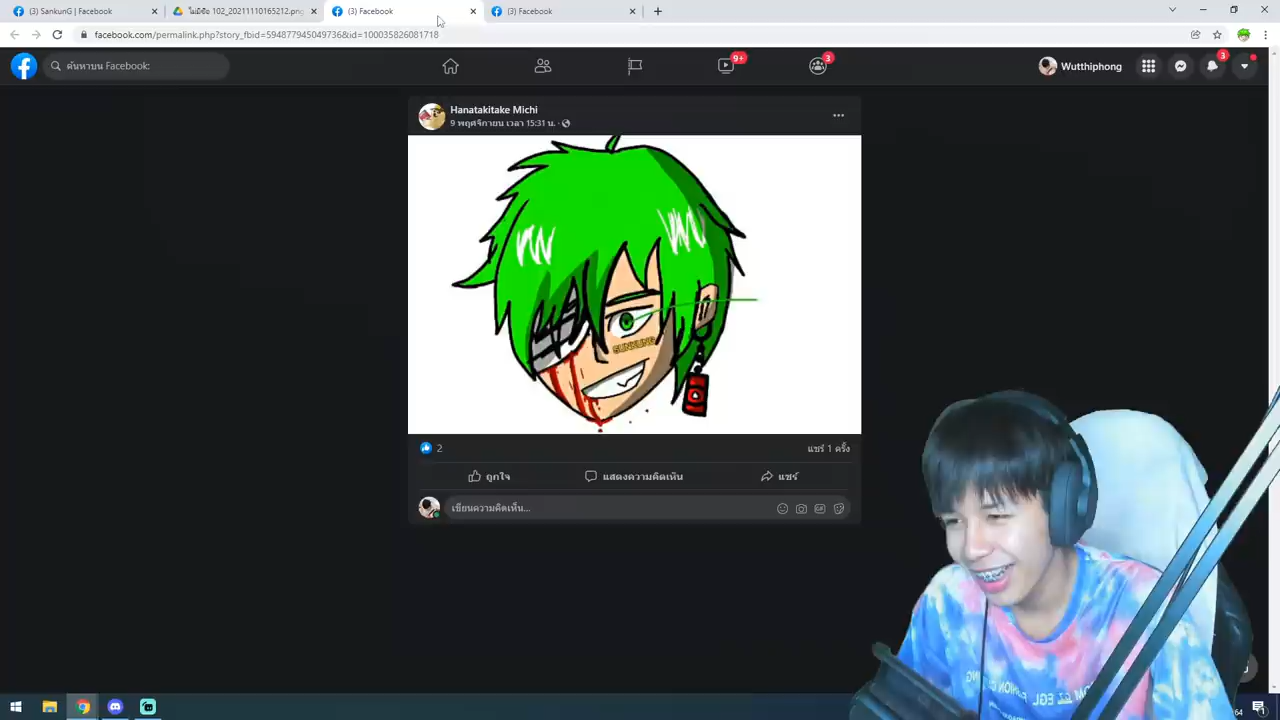 (3) SankunG | Facebook
ไม่มีชื่อ 102_20211110165212.png
(3) Facebook
(3) Facebook
facebook.com/permalink.php?story_fbid=594877945049736&id=100035826081718
ค้นหาบน Facebook
9+
3
Wutthiphong
3
Hanatakitake Michi
9 พฤศจิกายน เวลา 15:31 น. ·
SUNKUNG
2
แชร์ 1 ครั้ง
ถูกใจ
แสดงความคิดเห็น
แชร์
เขียนความคิดเห็น...
GIF